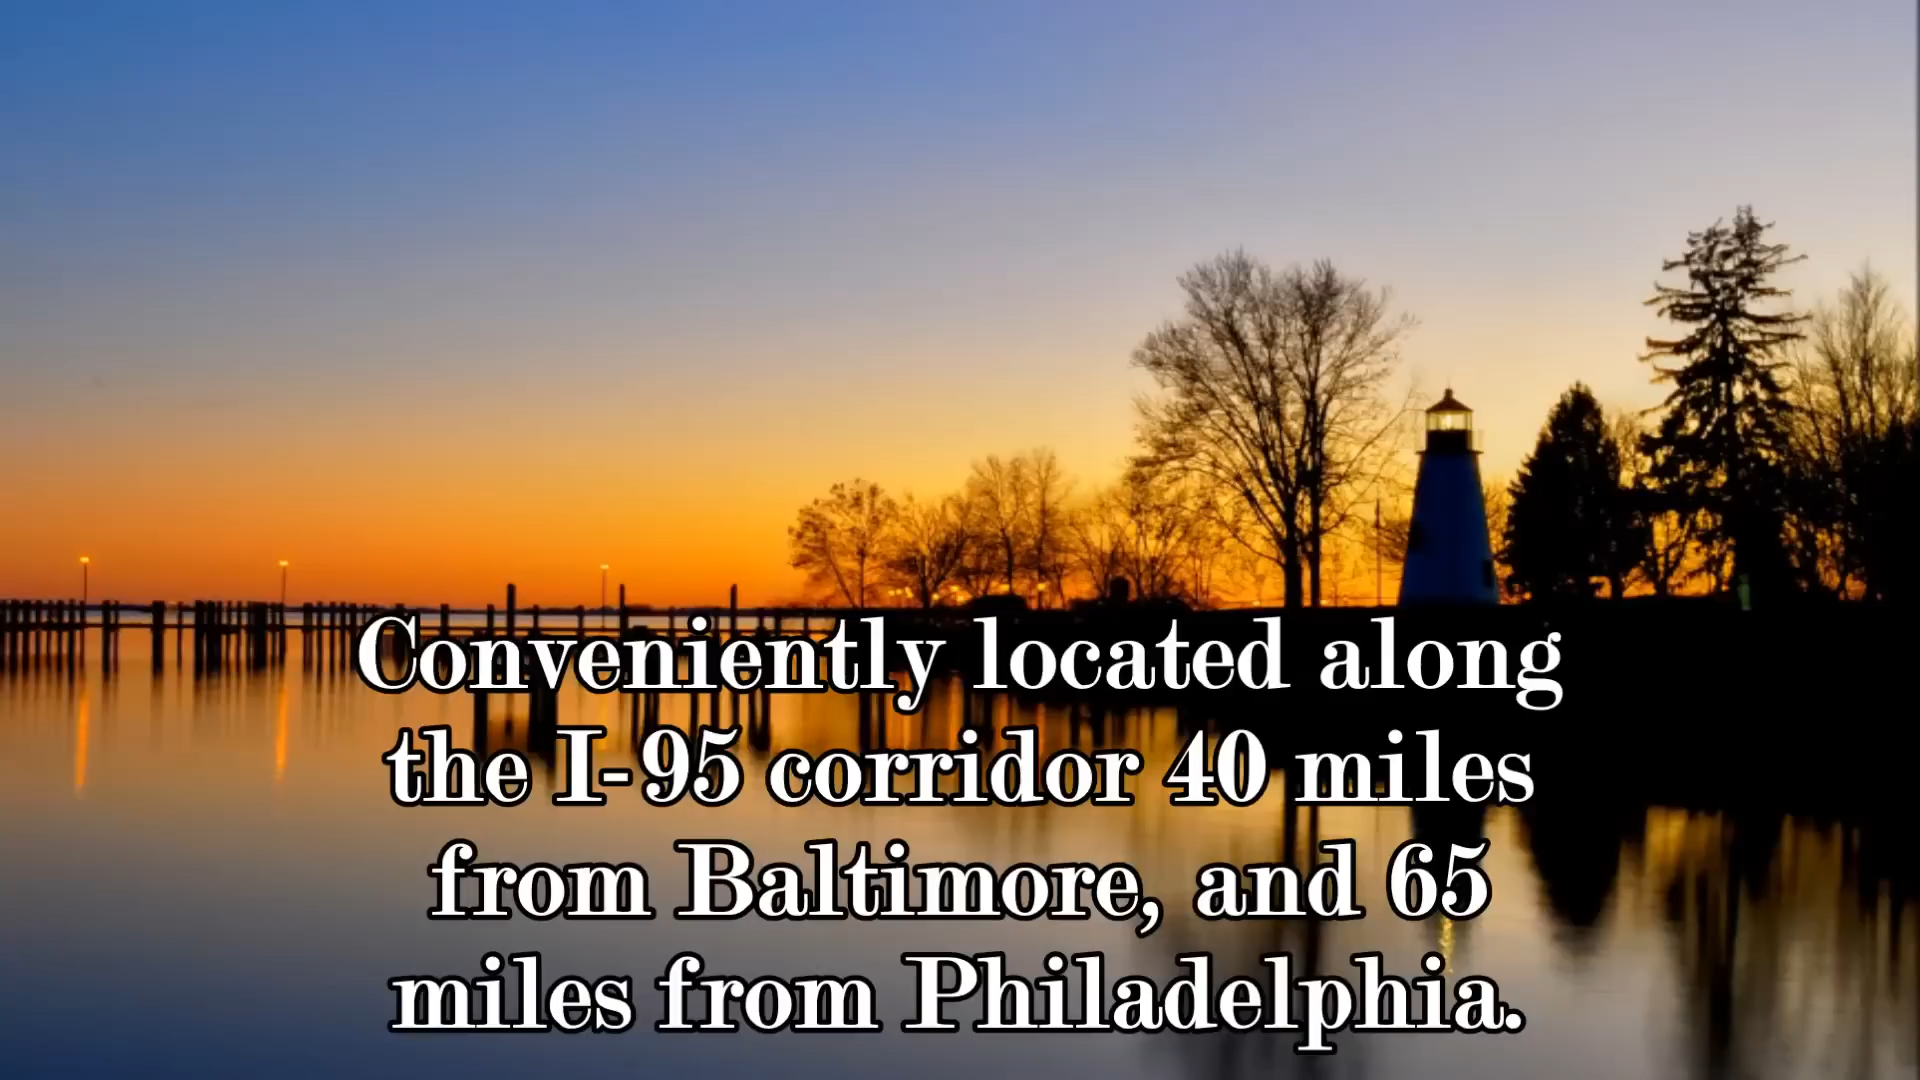 Conveniently located along
the I-95 corridor 40 miles
from Baltimore, and 65
miles from Philadelphia.